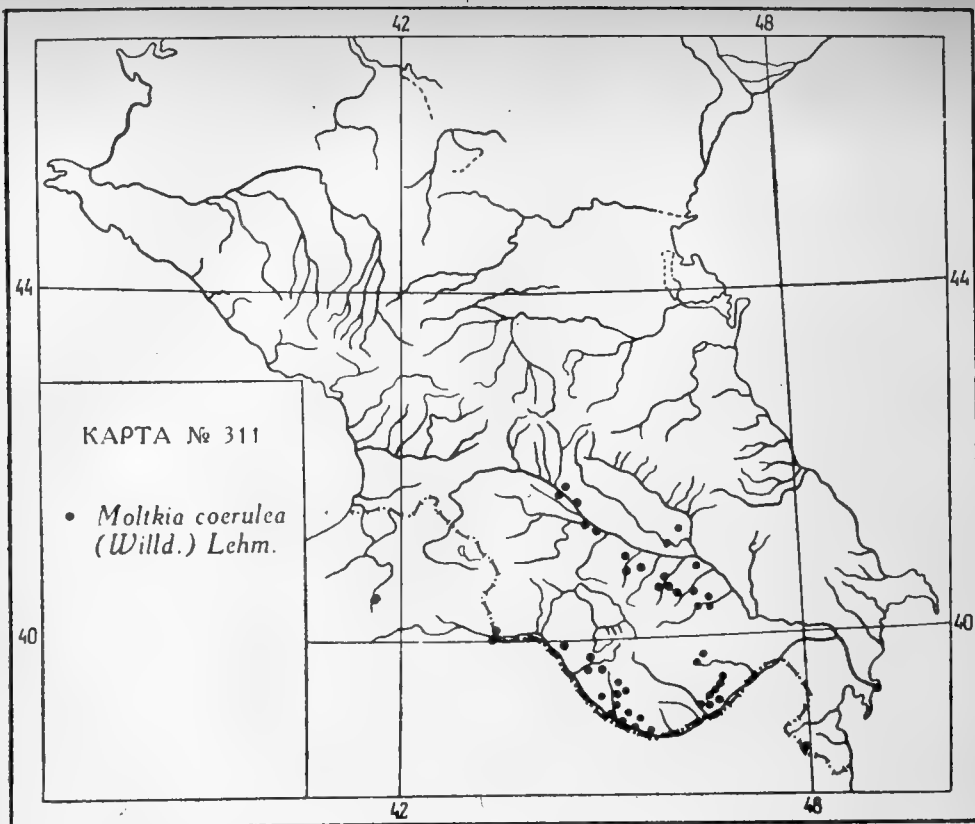 42 48
44 44
КАРТА № 311
• Moltkia coerulea
(Willd.) Lehm.
40 40
42 48